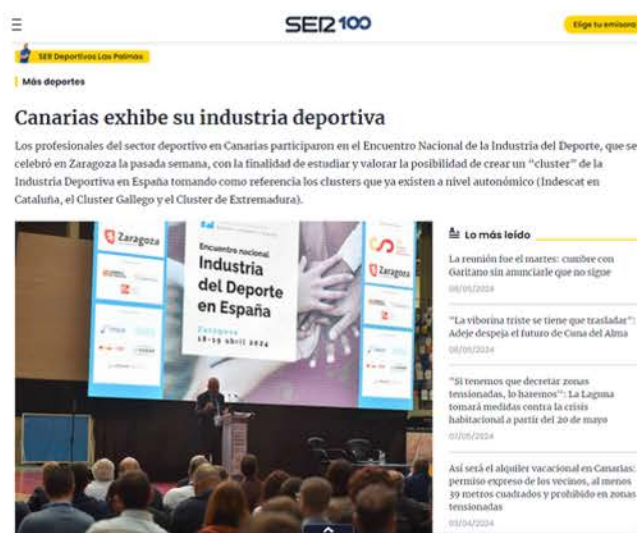 SER 100
Elige tu emisora
SER Deportivos Las Palmas
Más deportes
Canarias exhibe su industria deportiva
Los profesionales del sector deportivo en Canarias participaron en el Encuentro Nacional de la Industria del Deporte, que se
celebró en Zaragoza la pasada semana, con la finalidad de estudiar y valorar la posibilidad de crear un “cluster” de la
Industria Deportiva en España tomando como referencia los clusters que ya existen a nivel autonómico (Indescat en
Cataluña, el Cluster Gallego y el Cluster de Extremadura).
Zaragoza
Encuentro nacional
Industria
del Deporte
en España
Zaragoza
18-19 abril 2024
Zaragoza
Lo más leído
La reunión fue el martes: cumbre con
Garitano sin anunciarle que no sigue
08/05/2024
"La viborina triste se tiene que trasladar":
Adeje despeja el futuro de Cuna del Alma
08/05/2024
"Si tenemos que decretar zonas
tensionadas, lo haremos": La Laguna
tomará medidas contra la crisis
habitacional a partir del 20 de mayo
07/05/2024
Así será el alquiler vacacional en Canarias:
permiso expreso de los vecinos, al menos
39 metros cuadrados y prohibido en zonas
tensionadas
03/04/2024